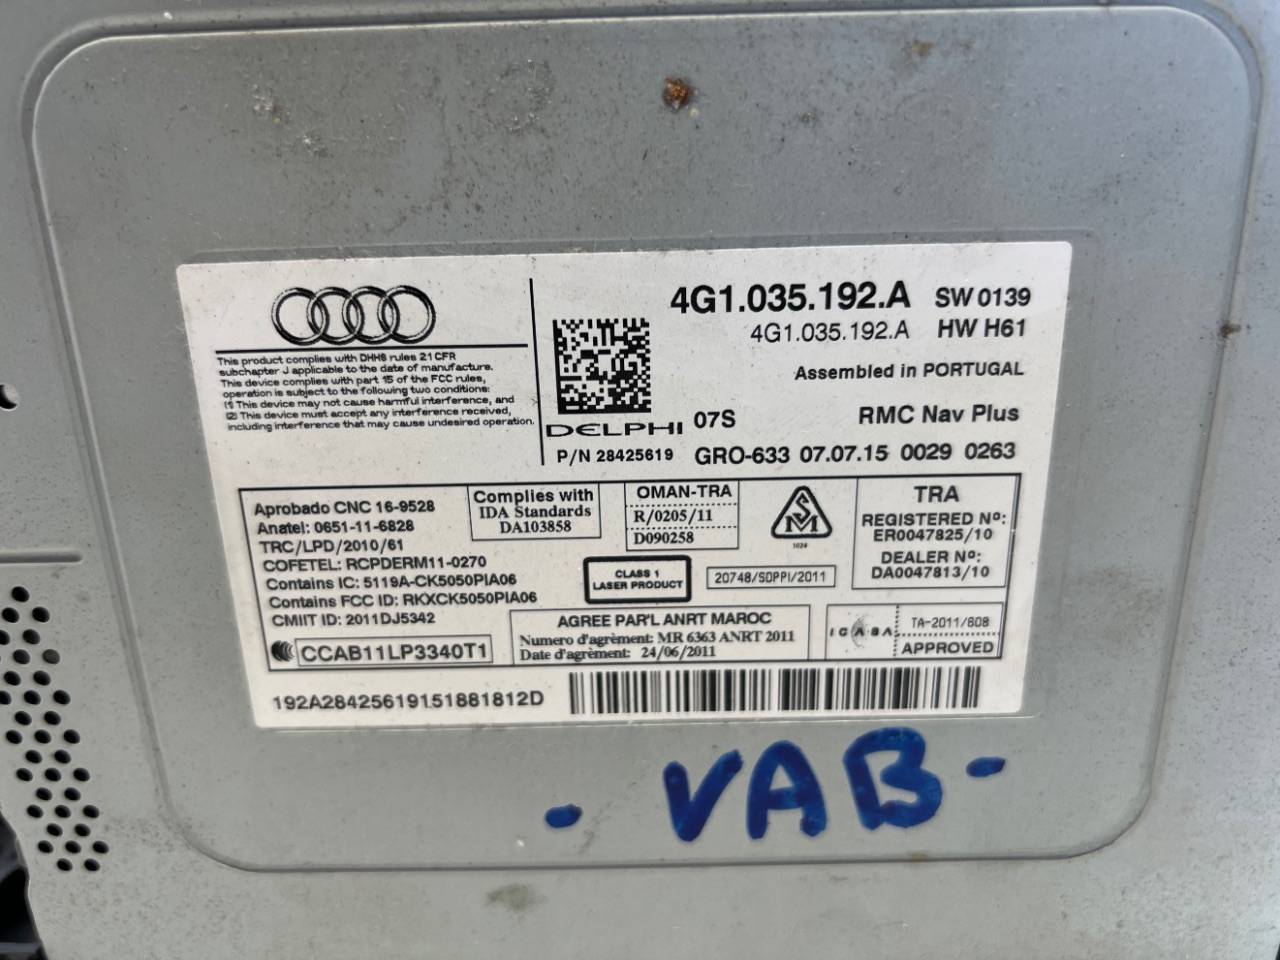 4G1.035.192.A SW 0139
4G1.035.192.A HW H61
Assembled in PORTUGAL
This product complies with DHHS rules 21 CFR
subchapter J applicable to the date of manufacture.
This device complies with part 15 of the FCC rules,
operation is subject to the following two conditions:
(1) This device may not cause harmful interference, and
(2) This device must accept any interference received,
including interference that may cause undesired operation.
DELPHI 07S RMC Nav Plus
P/N 28425619 GRO-633 07.07.15 0029 0263
Aprobado CNC 16-9528
Anatel: 0651-11-6828
TRC/LPD/2010/61
COFETEL: RCPDERM11-0270
Contains IC: 5119A-CK5050PIA06
Contains FCC ID: RKXCK5050PIA06
CMIIT ID: 2011DJ5342
CCAB11LP3340T1
Complies with
IDA Standards
DA103858
OMAN-TRA
R/0205/11
D090258
CLASS 1
LASER PRODUCT
SM
1024
20748/SDPPI/2011
TRA
REGISTERED Nº:
ER0047825/10
DEALER Nº:
DA0047813/10
AGREE PAR'L ANRT MAROC
Numero d'agrément: MR 6363 ANRT 2011
Date d'agrément: 24/06/2011
ICASA
TA-2011/608
APPROVED
192A2842561915188​1812D
- VAB -